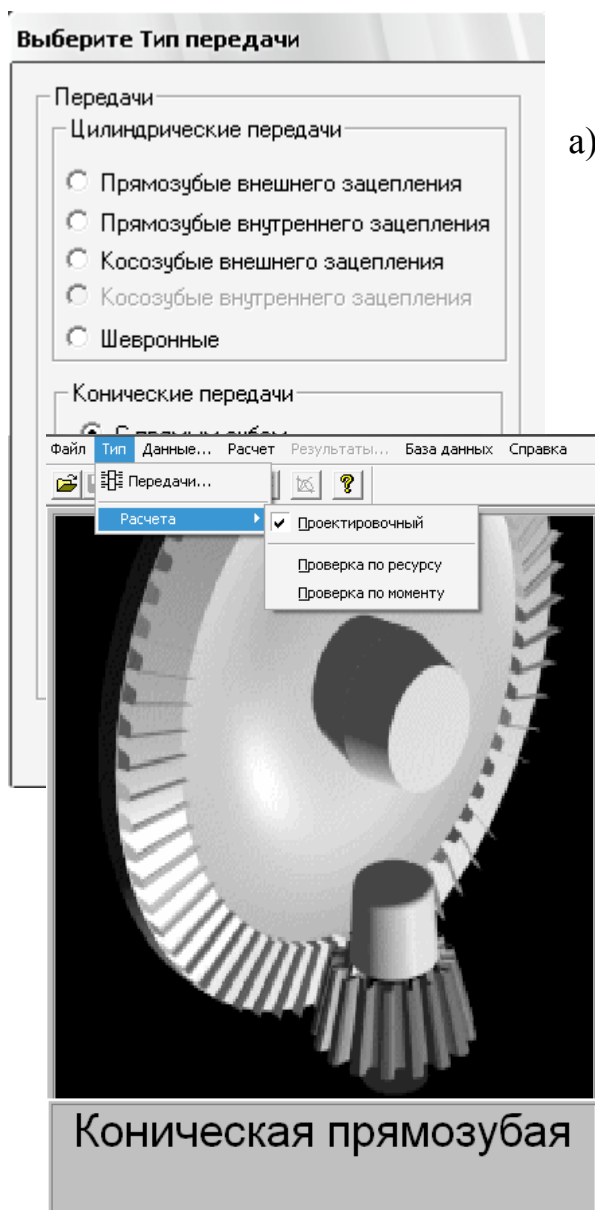 Выберите Тип передачи
Передачи
Цилиндрические передачи
а)
Прямозубые внешнего зацепления
Прямозубые внутреннего зацепления
Косозубые внешнего зацепления
Косозубые внутреннего зацепления
Шевронные
Конические передачи
С прямым зубом
Файл Тип Данные... Расчет Результаты... База данных Справка
Передачи...
Расчета
Проектировочный
Проверка по ресурсу
Проверка по моменту
Коническая прямозубая